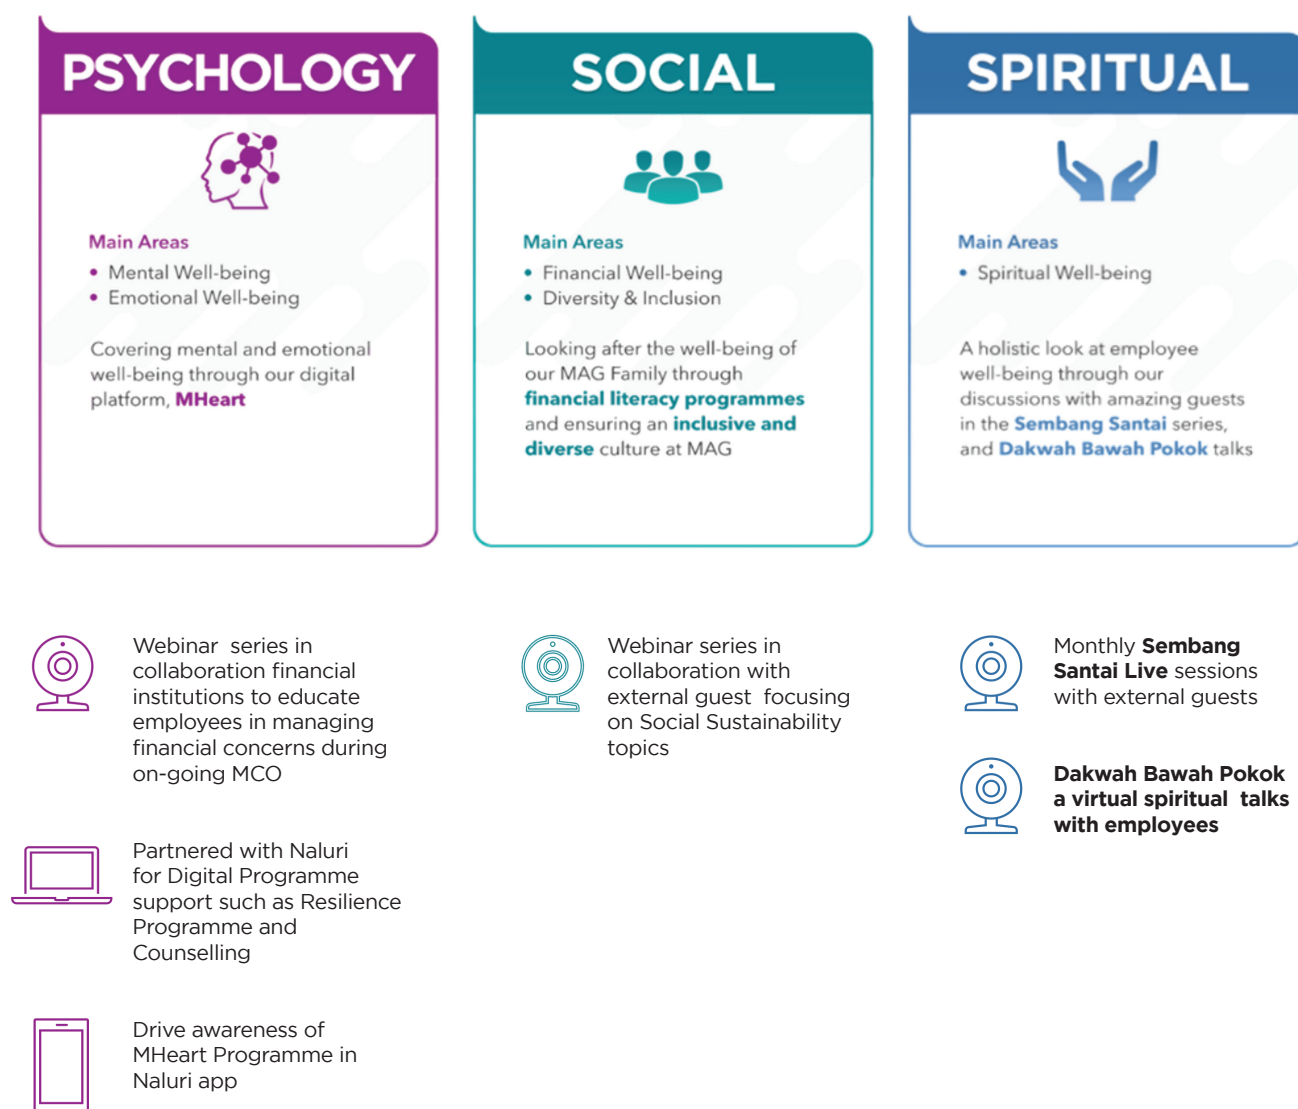 PSYCHOLOGY
Main Areas
• Mental Well-being
• Emotional Well-being
Covering mental and emotional
well-being through our digital
platform, MHeart
SOCIAL
Main Areas
• Financial Well-being
• Diversity & Inclusion
Looking after the well-being of
our MAG Family through
financial literacy programmes
and ensuring an inclusive and
diverse culture at MAG
SPIRITUAL
Main Areas
• Spiritual Well-being
A holistic look at employee
well-being through our
discussions with amazing guests
in the Sembang Santai series,
and Dakwah Bawah Pokok talks
Webinar series in
collaboration financial
institutions to educate
employees in managing
financial concerns during
on-going MCO
Partnered with Naluri
for Digital Programme
support such as Resilience
Programme and
Counselling
Drive awareness of
MHeart Programme in
Naluri app
Webinar series in
collaboration with
external guest focusing
on Social Sustainability
topics
Monthly Sembang
Santai Live sessions
with external guests
Dakwah Bawah Pokok
a virtual spiritual talks
with employees